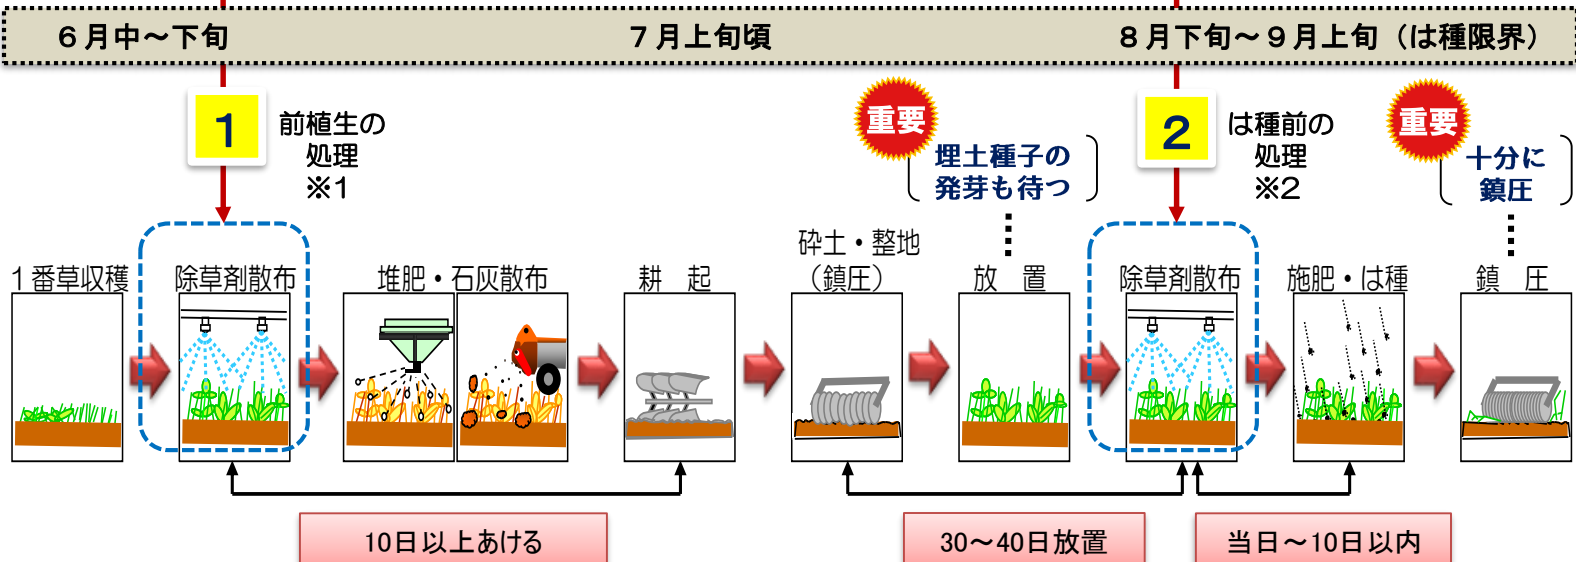 6月中～下旬
7月上旬頃
8月下旬～9月上旬（は種限界）
1
前植生の
処理
※1
重要
埋土種子の
発芽も待つ
2
は種前の
処理
※2
重要
十分に
鎮圧
1番草収穫
除草剤散布
堆肥・石灰散布
耕 起
砕土・整地
（鎮圧）
放 置
除草剤散布
施肥・は種
鎮 圧
10日以上あける
30～40日放置
当日～10日以内